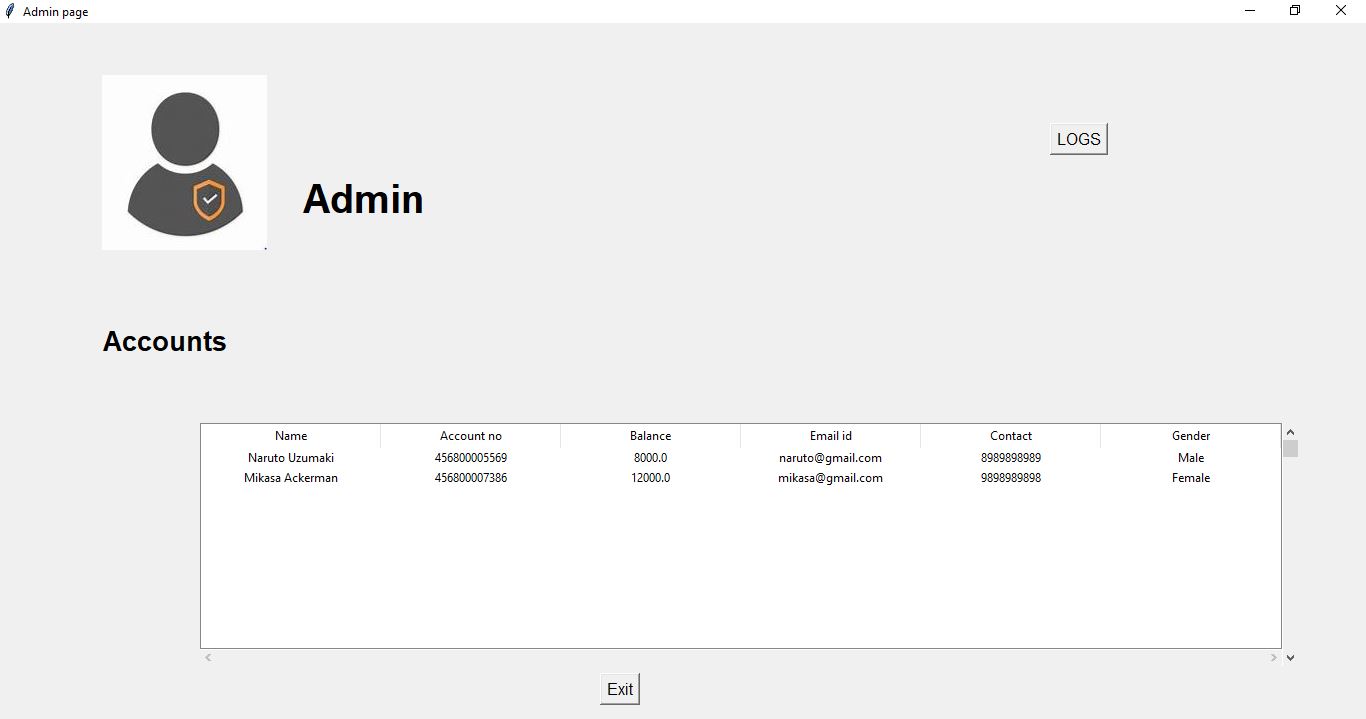 Admin page
LOGS
Admin
Accounts
Name Account no Balance Email id Contact Gender
Naruto Uzumaki 456800005569 8000.0 naruto@gmail.com 8989898989 Male
Mikasa Ackerman 456800007386 12000.0 mikasa@gmail.com 9898989898 Female
Exit